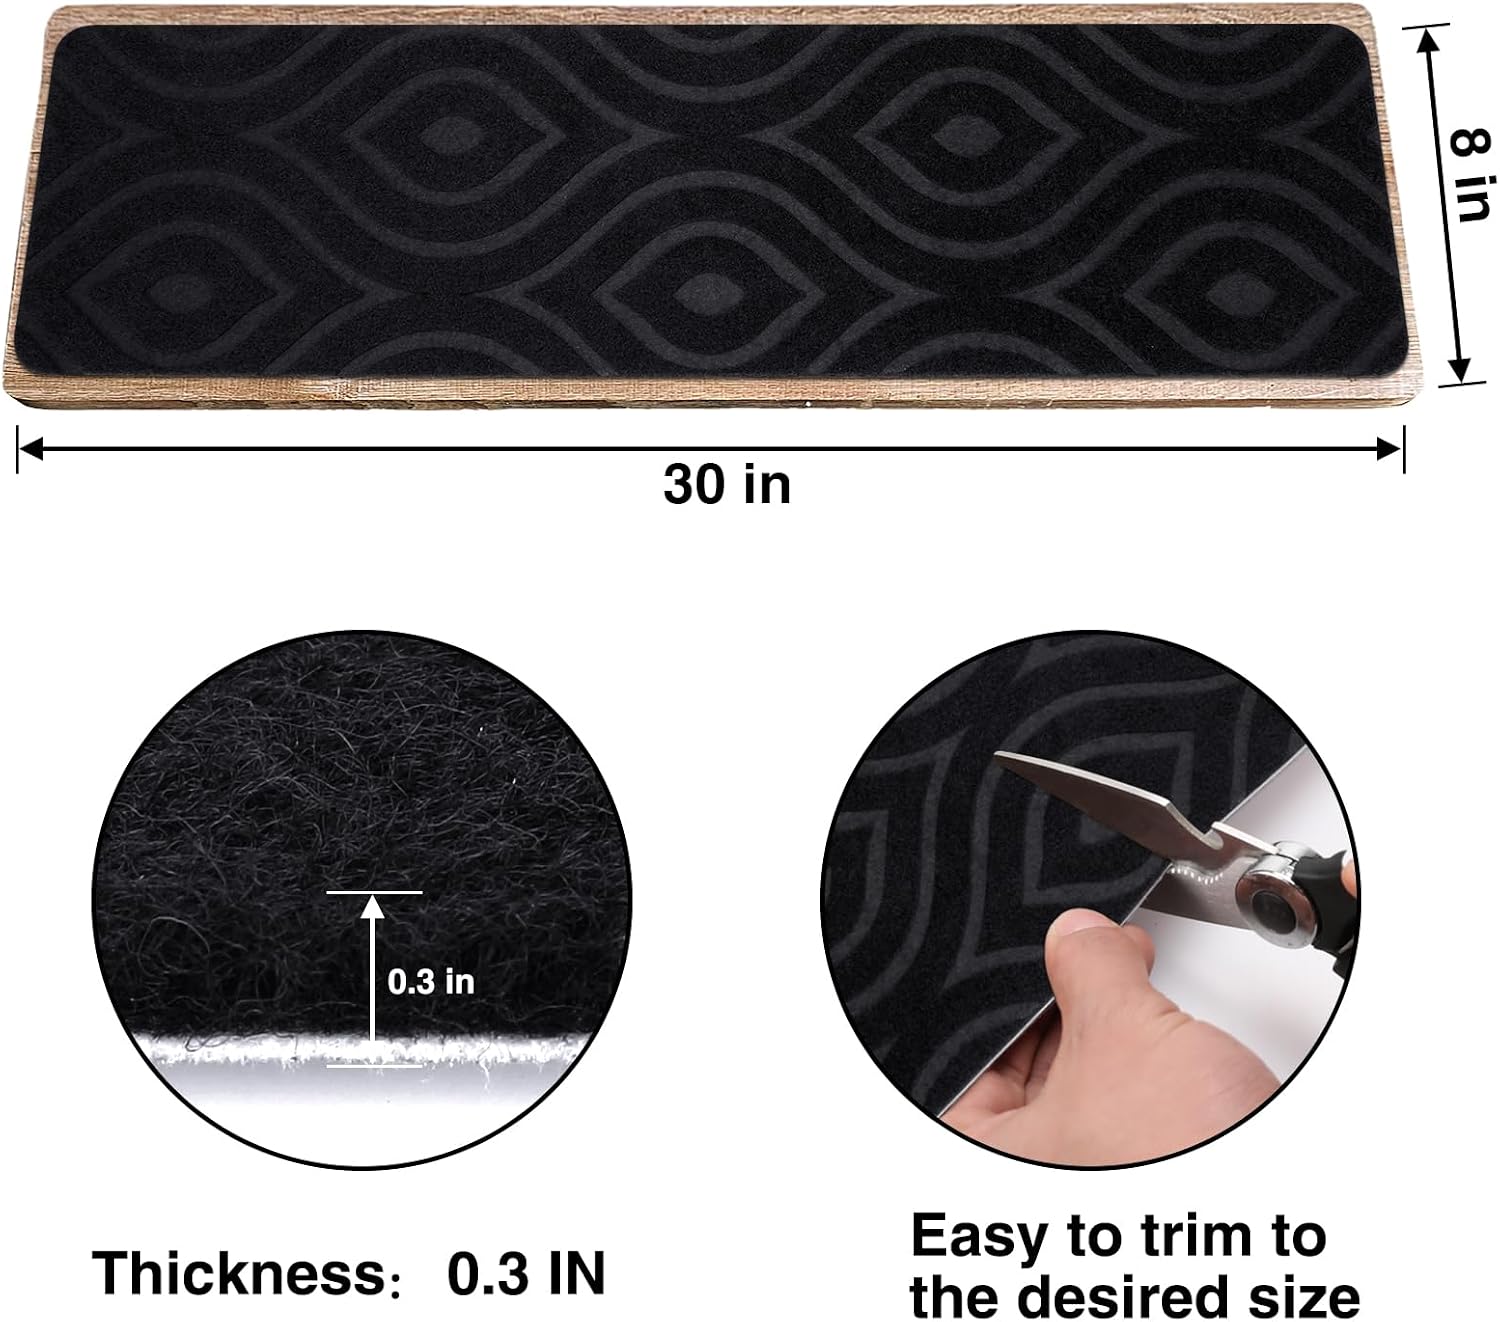 8 in
30 in
0.3 in
Thickness: 0.3 IN
Easy to trim to
the desired size